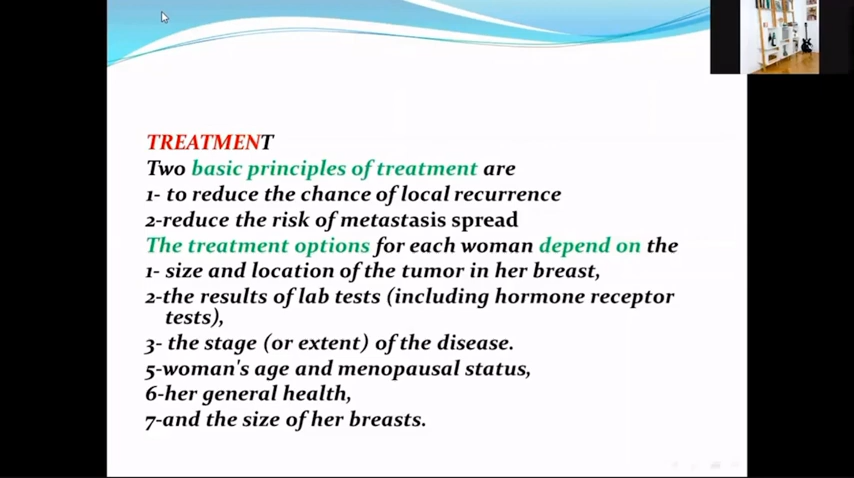 TREATMENT
Two basic principles of treatment are
1- to reduce the chance of local recurrence
2-reduce the risk of metastasis spread
The treatment options for each woman depend on the
1- size and location of the tumor in her breast,
2-the results of lab tests (including hormone receptor
tests),
3- the stage (or extent) of the disease.
5-woman's age and menopausal status,
6-her general health,
7-and the size of her breasts.